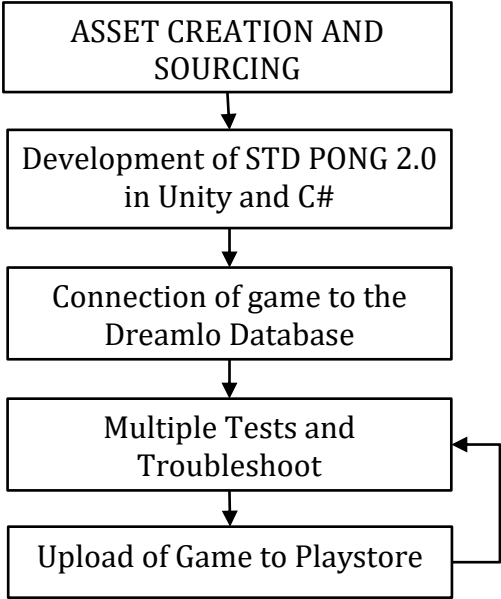 ASSET CREATION AND
SOURCING
Development of STD PONG 2.0
in Unity and C#
Connection of game to the
Dreamlo Database
Multiple Tests and
Troubleshoot
Upload of Game to Playstore